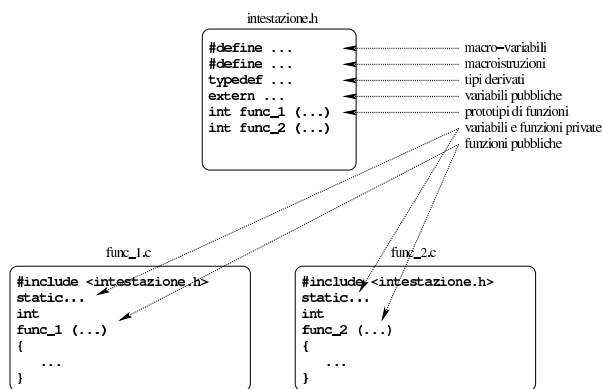 intestazione.h
#define ...
#define ...
typedef ...
extern ...
int func_1 (...)
int func_2 (...)
macro-variabili
macroistruzioni
tipi derivati
variabili pubbliche
prototipi di funzioni
variabili e funzioni private
funzioni pubbliche
func_1.c
#include <intestazione.h>
static...
int
func_1 (...)
{
...
}
func_2.c
#include <intestazione.h>
static...
int
func_2 (...)
{
...
}